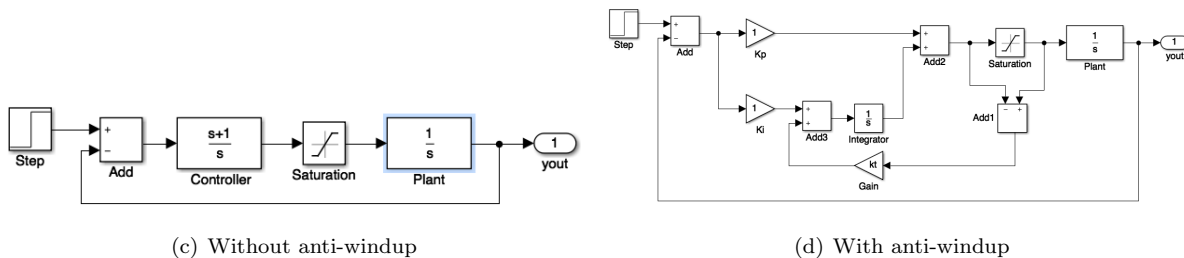 s+1
s
1
s
1
Step
Add
Controller
Saturation
Plant
yout
+
−
(c) Without anti-windup
Step
+
−
Add
1
Kp
+
+
Add2
Saturation
1
s
Plant
1
yout
1
Ki
+
+
Add3
1
s
Integrator
− +
Add1
kt
Gain
(d) With anti-windup